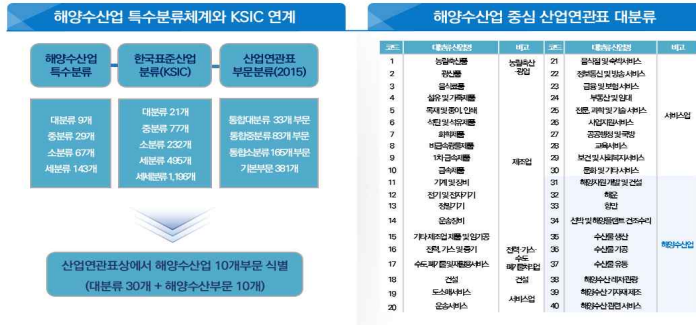 해양수산업 특수분류체계와 KSIC 연계
해양수산업
특수분류
한국표준산업
분류(KSIC)
산업연관표
부문분류(2015)
대분류 9개
중분류 29개
소분류 67개
세분류 143개
대분류 21개
중분류 77개
소분류 232개
세분류 495개
세세분류 1,196개
통합대분류 33개 부문
통합중분류 83개 부문
통합소분류 165개 부문
기본부문 381개
산업연관표상에서 해양수산업 10개부문 식별
(대분류 30개 + 해양수산부문 10개)
해양수산업 중심 산업연관표 대분류
코드 대분류산업명 비고 코드 대분류산업명 비고
1 농림축산품 농림축산 21 음식점 및 숙박서비스
2 광산품 광업 22 정보통신 및 방송 서비스
3 음식료품 23 금융 및 보험 서비스
4 섬유 및 가죽제품 24 부동산 및 임대
5 목재 및 종이, 인쇄 25 전문, 과학 및 기술 서비스 서비스업
6 석탄 및 석유제품 26 사업지원서비스
7 화학제품 27 공공행정 및 국방
8 비금속광물제품 28 교육서비스
9 1차 금속제품 제조업 29 보건 및 사회복지서비스
10 금속제품 30 문화 및 기타 서비스
11 기계 및 장비 31 해양자원 개발 및 건설
12 전기 및 전자기기 32 해운
13 정밀기기 33 항만
14 운송장비 34 선박 및 해양플랜트 건조수리
15 기타 제조업 제품 및 임가공 35 수산물 생산
16 전력, 가스 및 증기 전력·가스· 36 수산물 가공 해양수산업
17 수도, 폐기물 및 재활용서비스 수도 폐기물처리업 37 수산물 유통
18 건설 건설 38 해양수산 레저관광
19 도소매서비스 서비스업 39 해양수산 기자재 제조
20 운송서비스 40 해양수산 관련 서비스